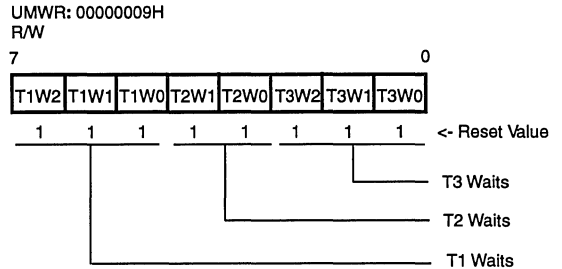 UMWR: 00000009H
R/W
7 0
T1W2 T1W1 T1W0 T2W1 T2W0 T3W2 T3W1 T3W0
1 1 1 1 1 1 1 1 <- Reset Value
T3 Waits
T2 Waits
T1 Waits